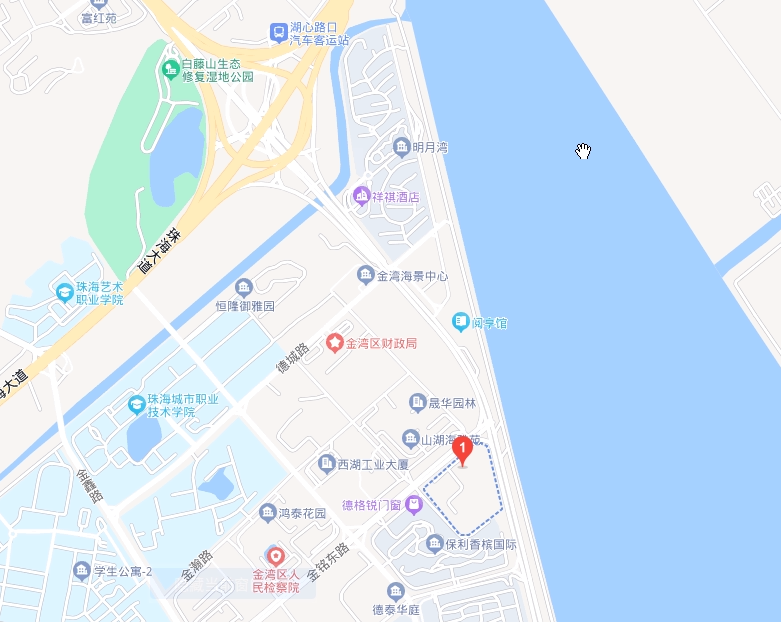 富红苑
湖心路口
汽车客运站
白藤山生态
修复湿地公园
明月湾
祥祺酒店
珠海大道
金湾海景中心
珠海艺术
职业学院
恒隆御雅园
阅享馆
金湾区财政局
德城路
海大道
珠海城市职业
技术学院
晟华园林
山湖海
1
西湖工业大厦
金鑫路
德格锐门窗
鸿泰花园
保利香槟国际
金铭东路
金瀚路
学生公寓-2
金湾区人
民检察院
德泰华庭